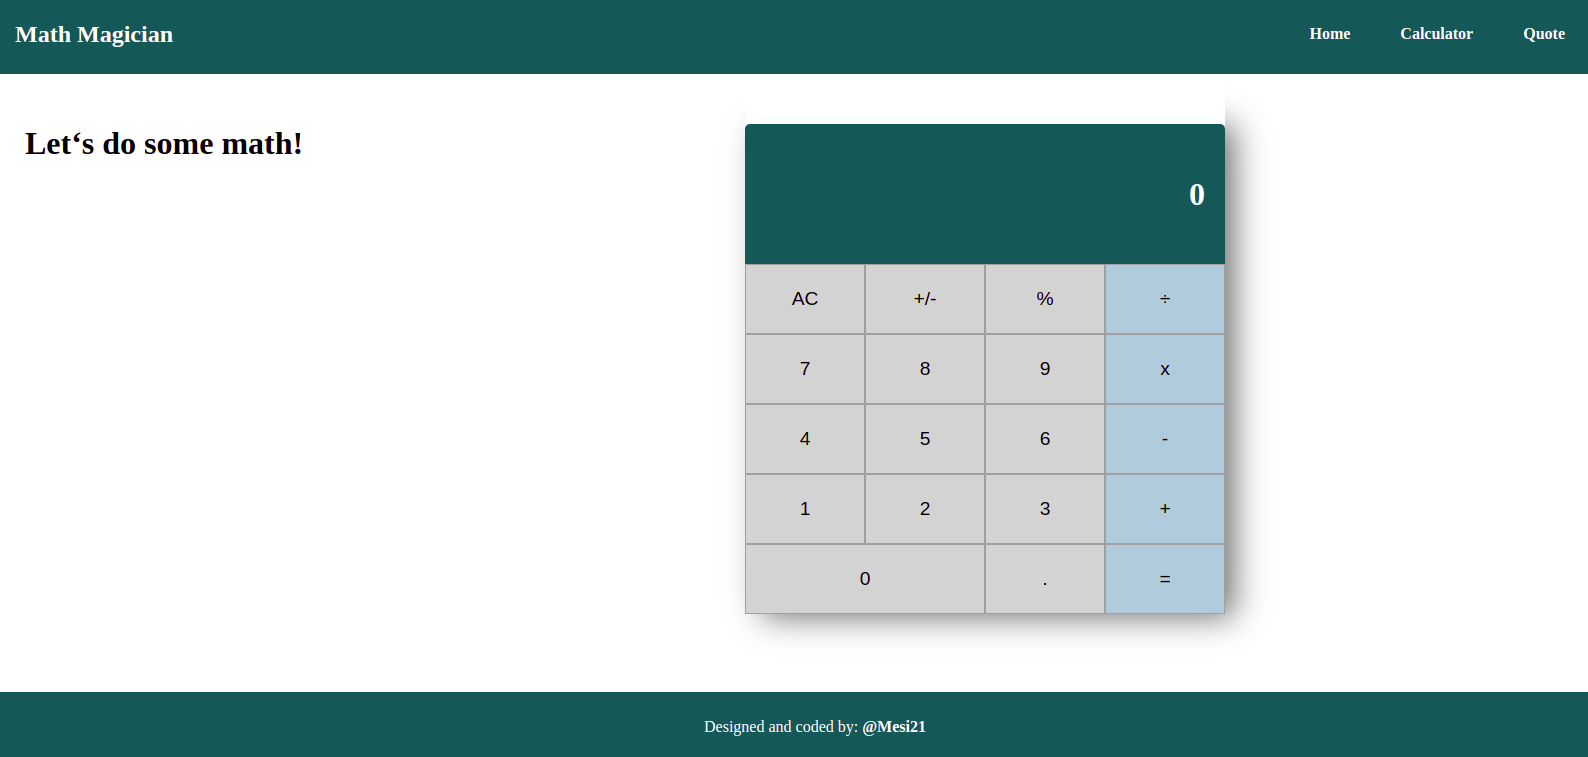 Math Magician
Home Calculator Quote
Let‘s do some math!
0
AC +/- % ÷
7 8 9 x
4 5 6 -
1 2 3 +
0 . =
Designed and coded by: @Mesi21